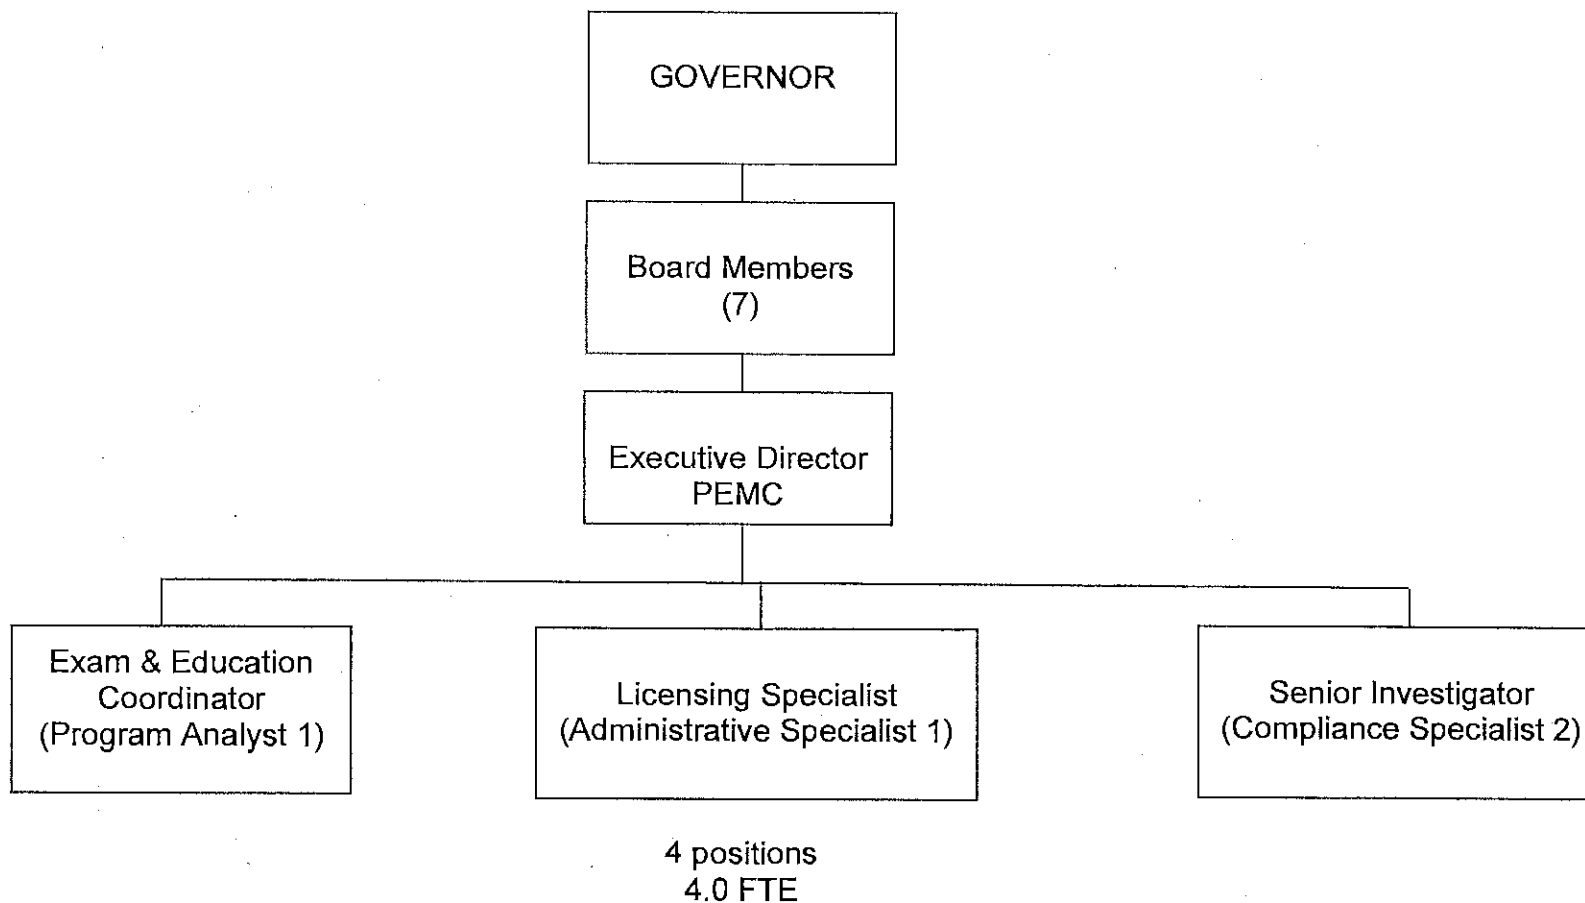 GOVERNOR
Board Members
(7)
Executive Director
PEMC
Exam & Education
Coordinator
(Program Analyst 1)
Licensing Specialist
(Administrative Specialist 1)
Senior Investigator
(Compliance Specialist 2)
4 positions
4.0 FTE